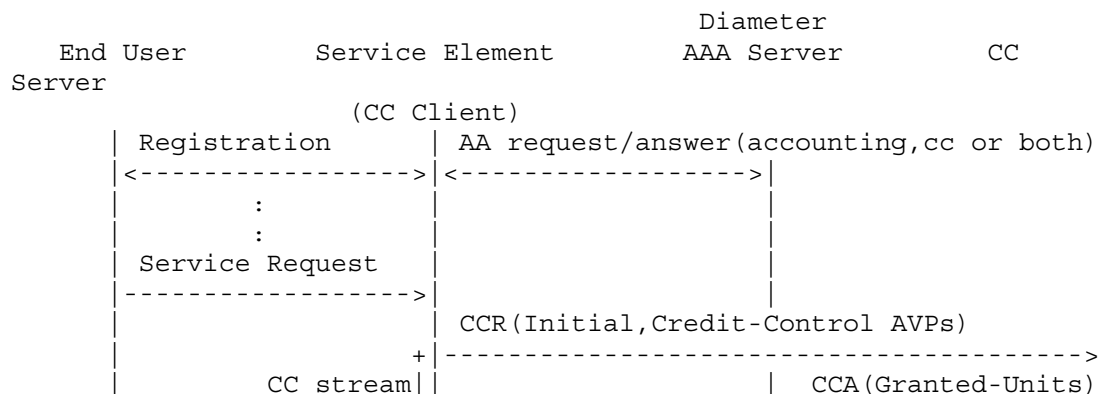 Diameter
   End User          Service Element        AAA Server         CC
Server
                      (CC Client)
       | Registration      | AA request/answer(accounting,cc or both)
       |<----------------->|<------------------>|
       |        :          |                    |
       |        :          |                    |
       | Service Request   |                    |
       |------------------>|                    |
       |                   | CCR(Initial,Credit-Control AVPs)
       |                  +|---------------------------------------->
       |         CC stream||                    | CCA(Granted-Units)